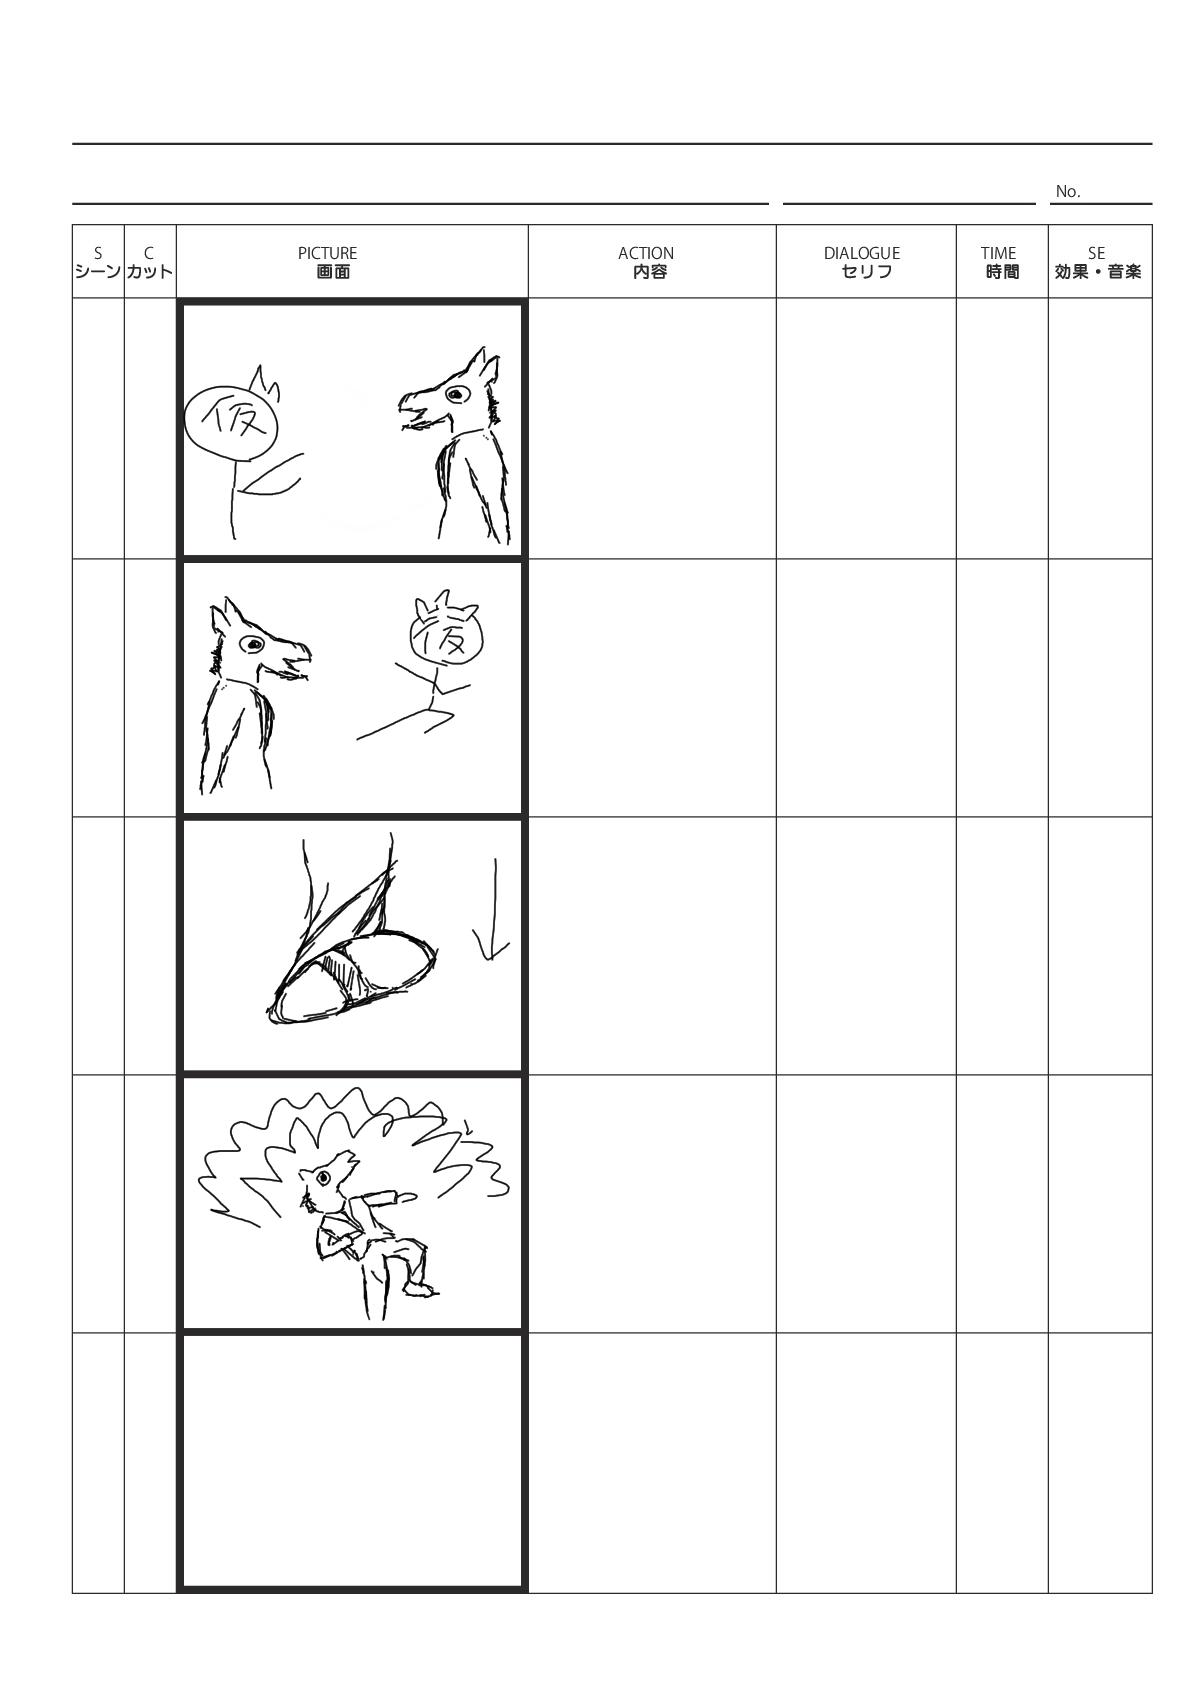 No.
S
シーン
C
カット
PICTURE
画面
ACTION
内容
DIALOGUE
セリフ
TIME
時間
SE
効果・音楽
仮
仮